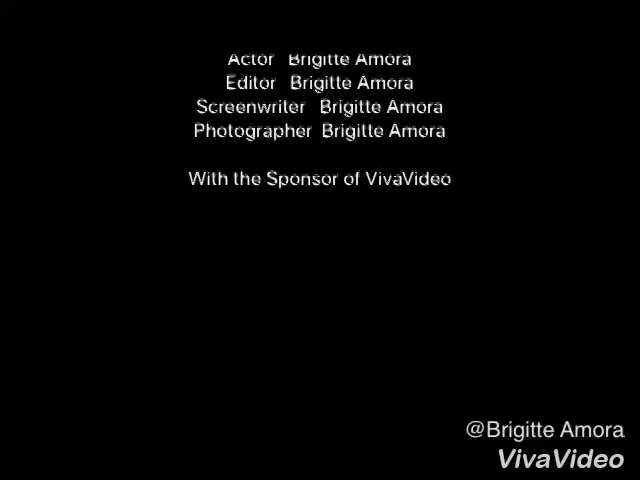 Actor Brigitte Amora
Editor Brigitte Amora
Screenwriter Brigitte Amora
Photographer Brigitte Amora
With the Sponsor of VivaVideo
@Brigitte Amora
VivaVideo